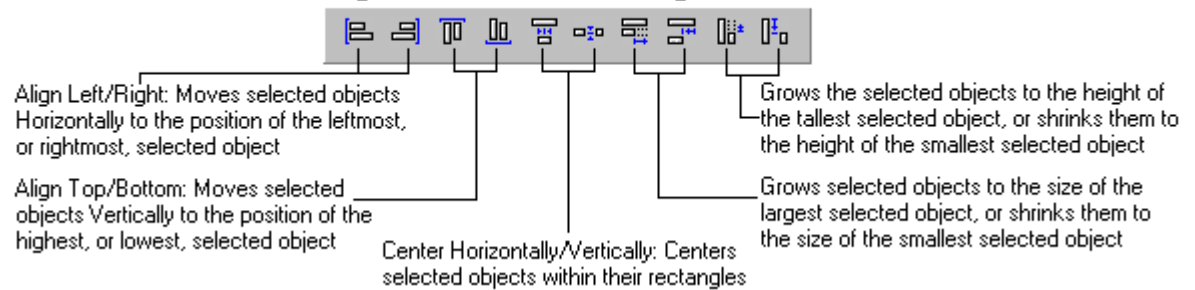 Align Left/Right: Moves selected objects
Horizontally to the position of the leftmost,
or rightmost, selected object
Align Top/Bottom: Moves selected
objects Vertically to the position of the
highest, or lowest, selected object
Center Horizontally/Vertically: Centers
selected objects within their rectangles
Grows the selected objects to the height of
the tallest selected object, or shrinks them to
the height of the smallest selected object
Grows selected objects to the size of the
largest selected object, or shrinks them to
the size of the smallest selected object